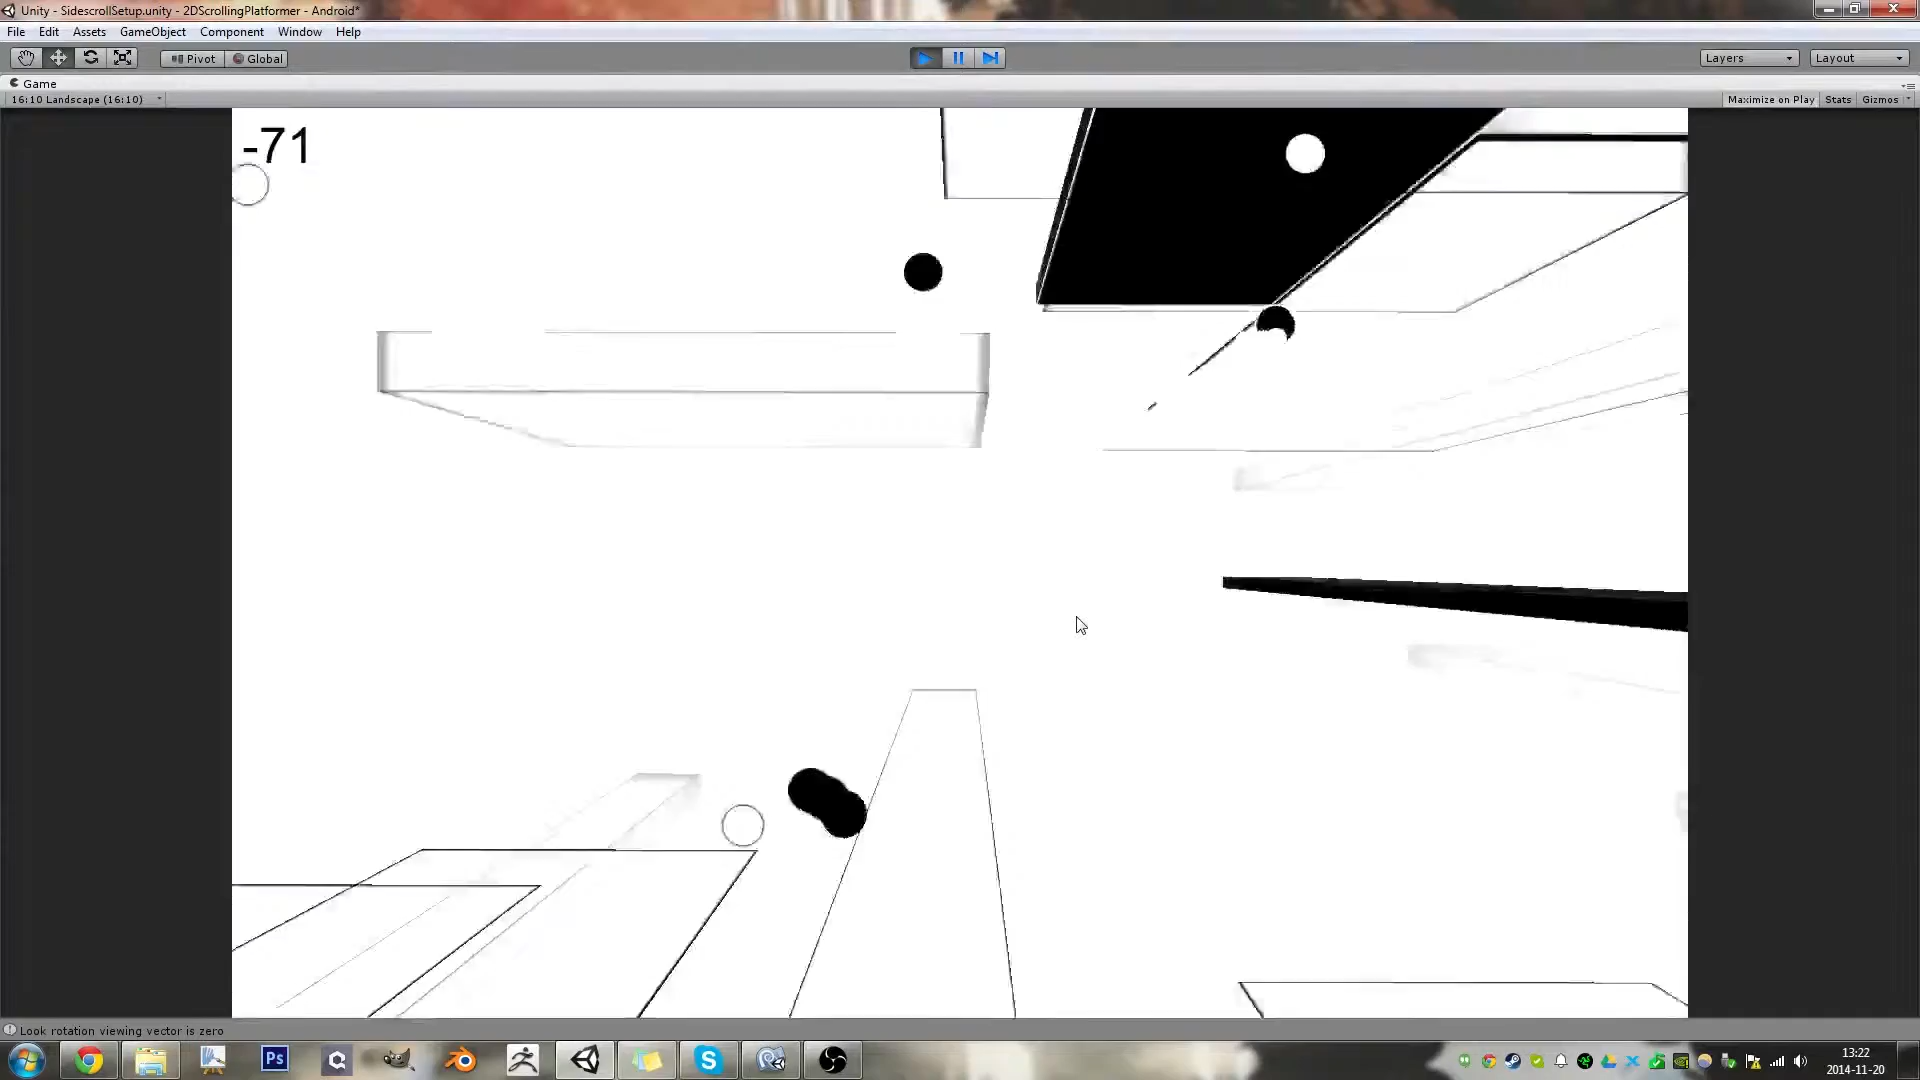 Unity - SidescrollSetup.unity - 2DScrollingPlatformer - Android*
File Edit Assets GameObject Component Window Help
Pivot Global Layers Layout
Game
16:10 Landscape (16:10) Maximize on Play Stats Gizmos
-71
Look rotation viewing vector is zero
Ps
13:22
2014-11-20